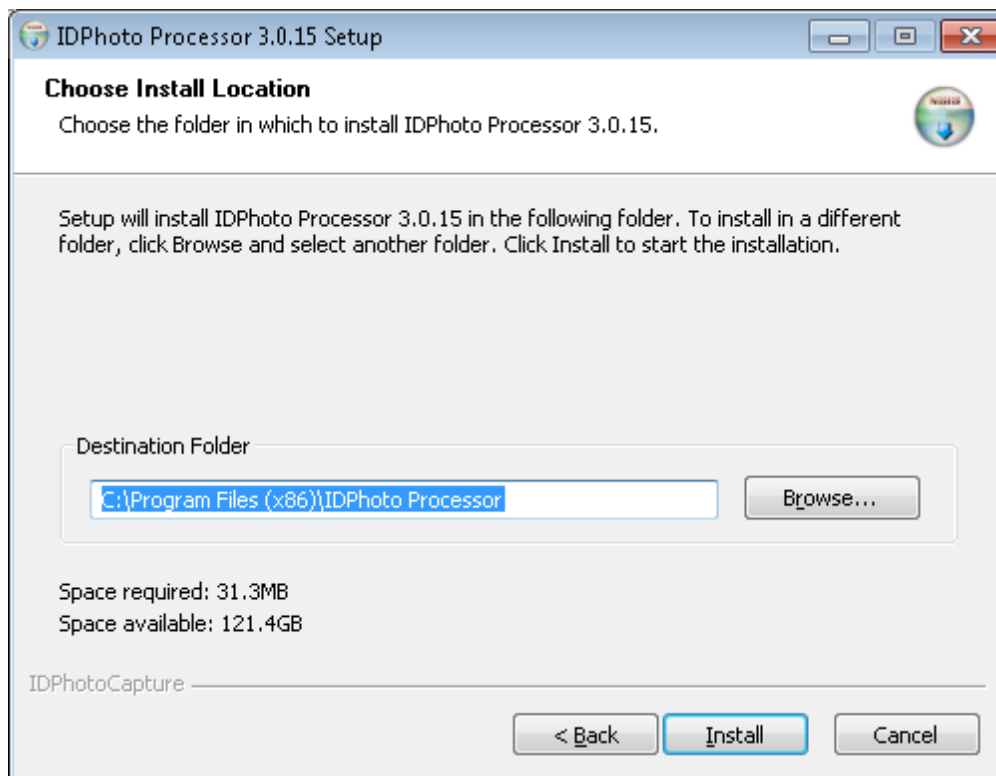 IDPhoto Processor 3.0.15 Setup
Choose Install Location
Choose the folder in which to install IDPhoto Processor 3.0.15.
Setup will install IDPhoto Processor 3.0.15 in the following folder. To install in a different
folder, click Browse and select another folder. Click Install to start the installation.
Destination Folder
C:\Program Files (x86)\IDPhoto Processor
Browse...
Space required: 31.3MB
Space available: 121.4GB
IDPhotoCapture
< Back
Install
Cancel